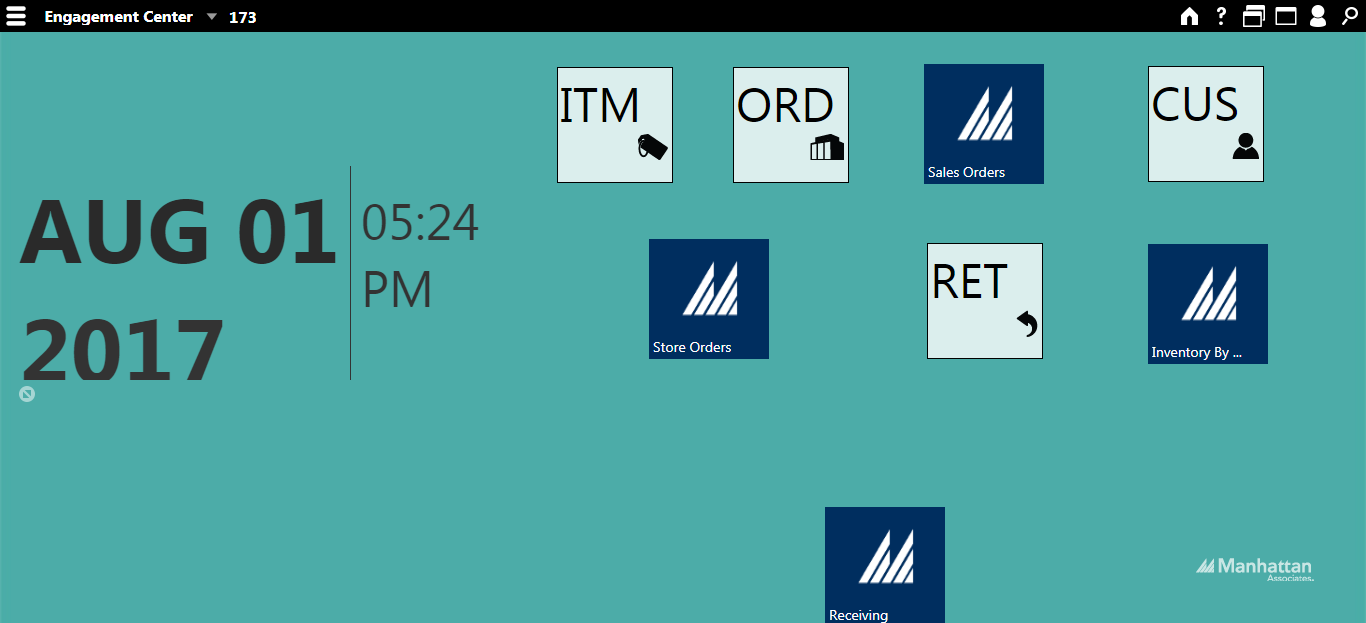 Engagement Center 173
?
ITM
ORD
Sales Orders
CUS
AUG 01
2017
05:24
PM
Store Orders
RET
Inventory By ...
Receiving
Manhattan
Associates.